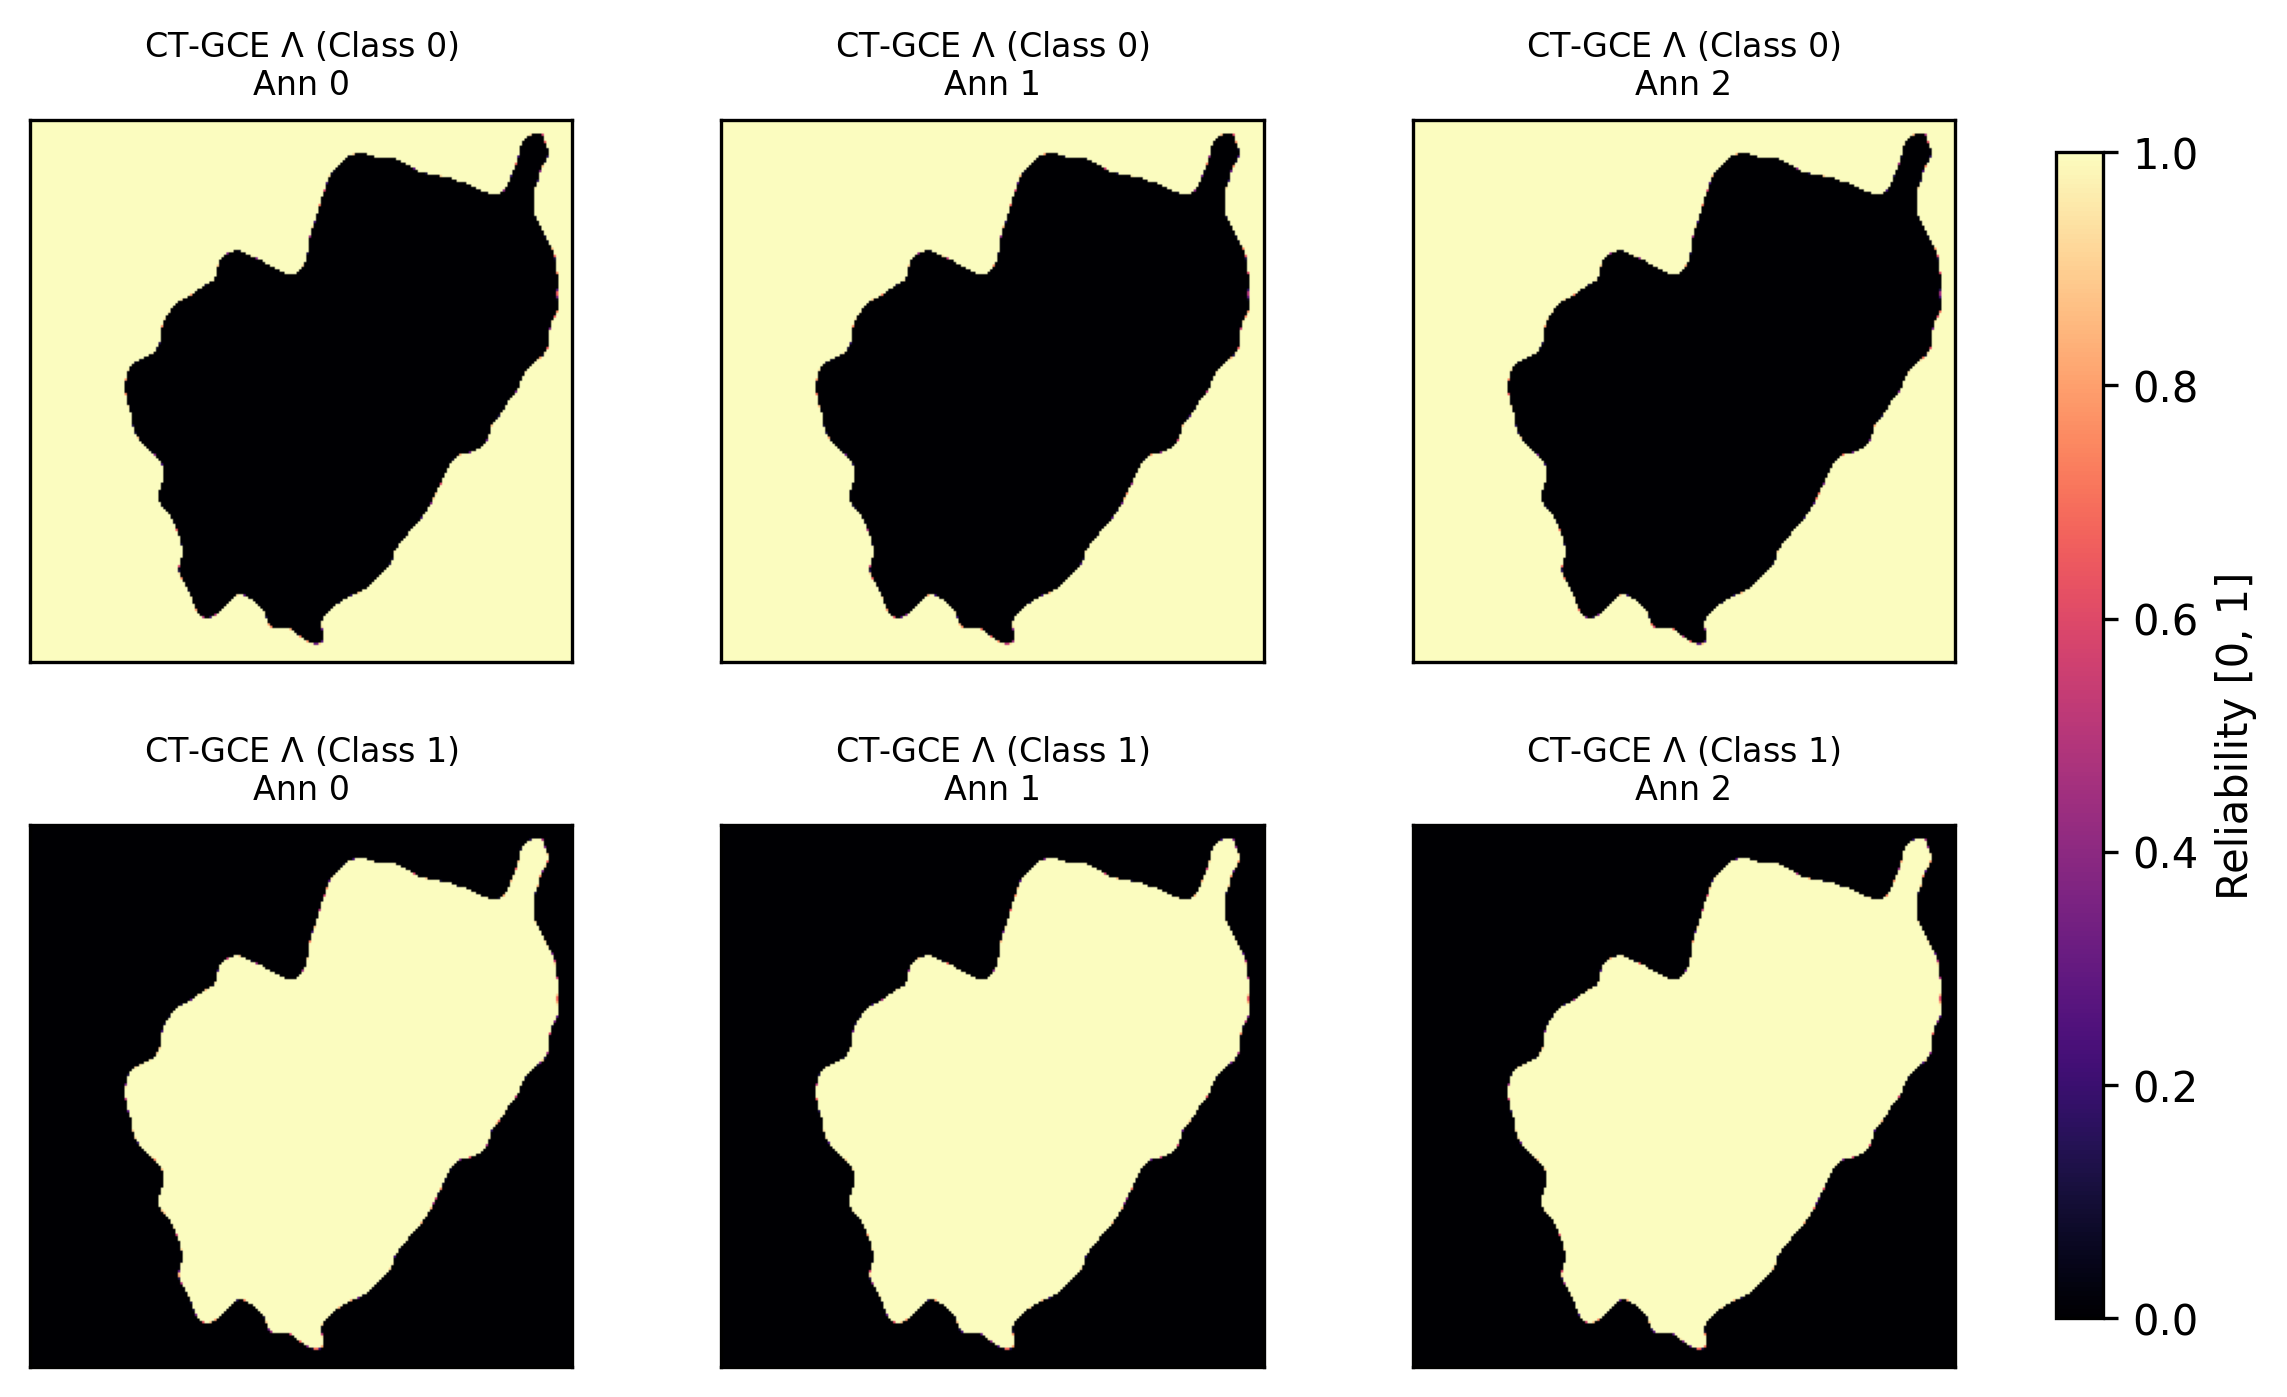 CT-GCE Λ (Class 0)
Ann 0
CT-GCE Λ (Class 0)
Ann 1
CT-GCE Λ (Class 0)
Ann 2
CT-GCE Λ (Class 1)
Ann 0
CT-GCE Λ (Class 1)
Ann 1
CT-GCE Λ (Class 1)
Ann 2
1.0
0.8
0.6
0.4
0.2
0.0
Reliability [0, 1]